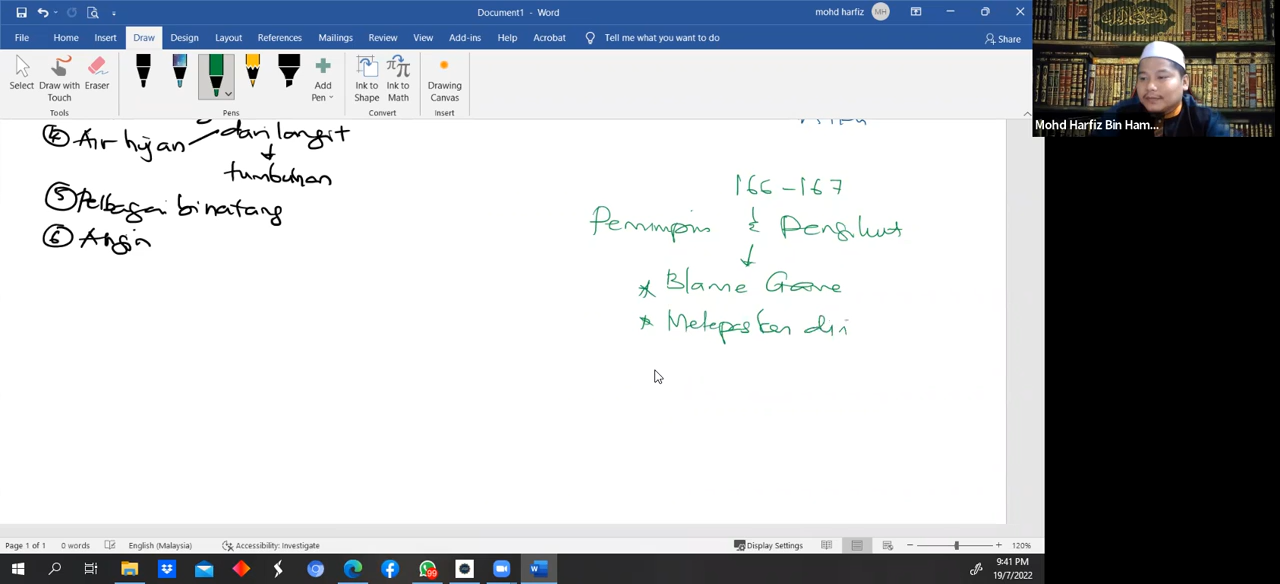 Document1 - Word
mohd harfiz
MH
File Home Insert Draw Design Layout References Mailings Review View Add-ins Help Acrobat Tell me what you want to do
Share
Select
Draw with Touch
Eraser
Add Pen
Ink to Shape
Ink to Math
Drawing Canvas
Tools
Pens
Convert
Insert
Mohd Harfiz Bin Ham...
④ Air hujan dari langit
↓
tumbuhan
⑤ Pelbagai binatang
⑥ Angin
166-167
Pemimpin & Pengikut
↓
* Blame Game
* Melepaskan diri
Page 1 of 1 0 words English (Malaysia) Accessibility: Investigate
Display Settings
120%
99
9:41 PM
19/7/2022